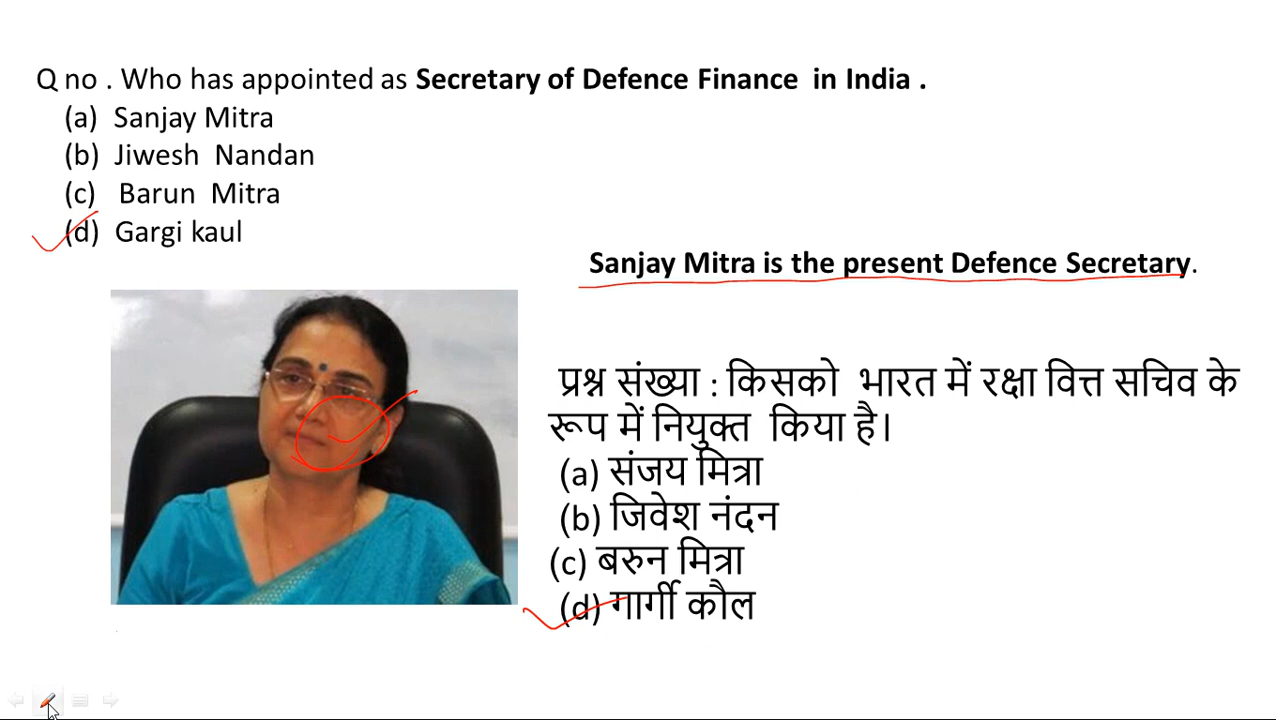 Q no . Who has appointed as Secretary of Defence Finance in India .
(a) Sanjay Mitra
(b) Jiwesh Nandan
(c) Barun Mitra
(d) Gargi kaul
Sanjay Mitra is the present Defence Secretary.
प्रश्न संख्या : किसको भारत में रक्षा वित्त सचिव के
रूप में नियुक्त किया है।
(a) संजय मित्रा
(b) जिवेश नंदन
(c) बरुन मित्रा
(d) गार्गी कौल